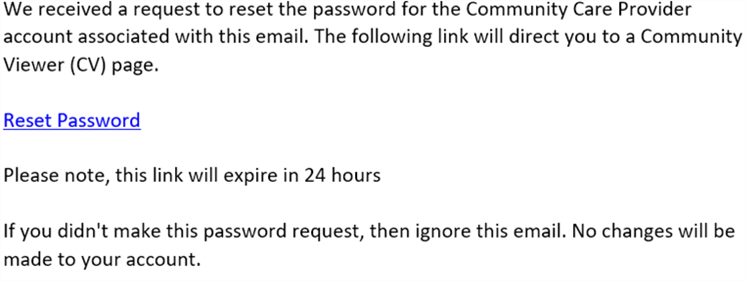 We received a request to reset the password for the Community Care Provider
account associated with this email. The following link will direct you to a Community
Viewer (CV) page.
Reset Password
Please note, this link will expire in 24 hours
If you didn't make this password request, then ignore this email. No changes will be
made to your account.